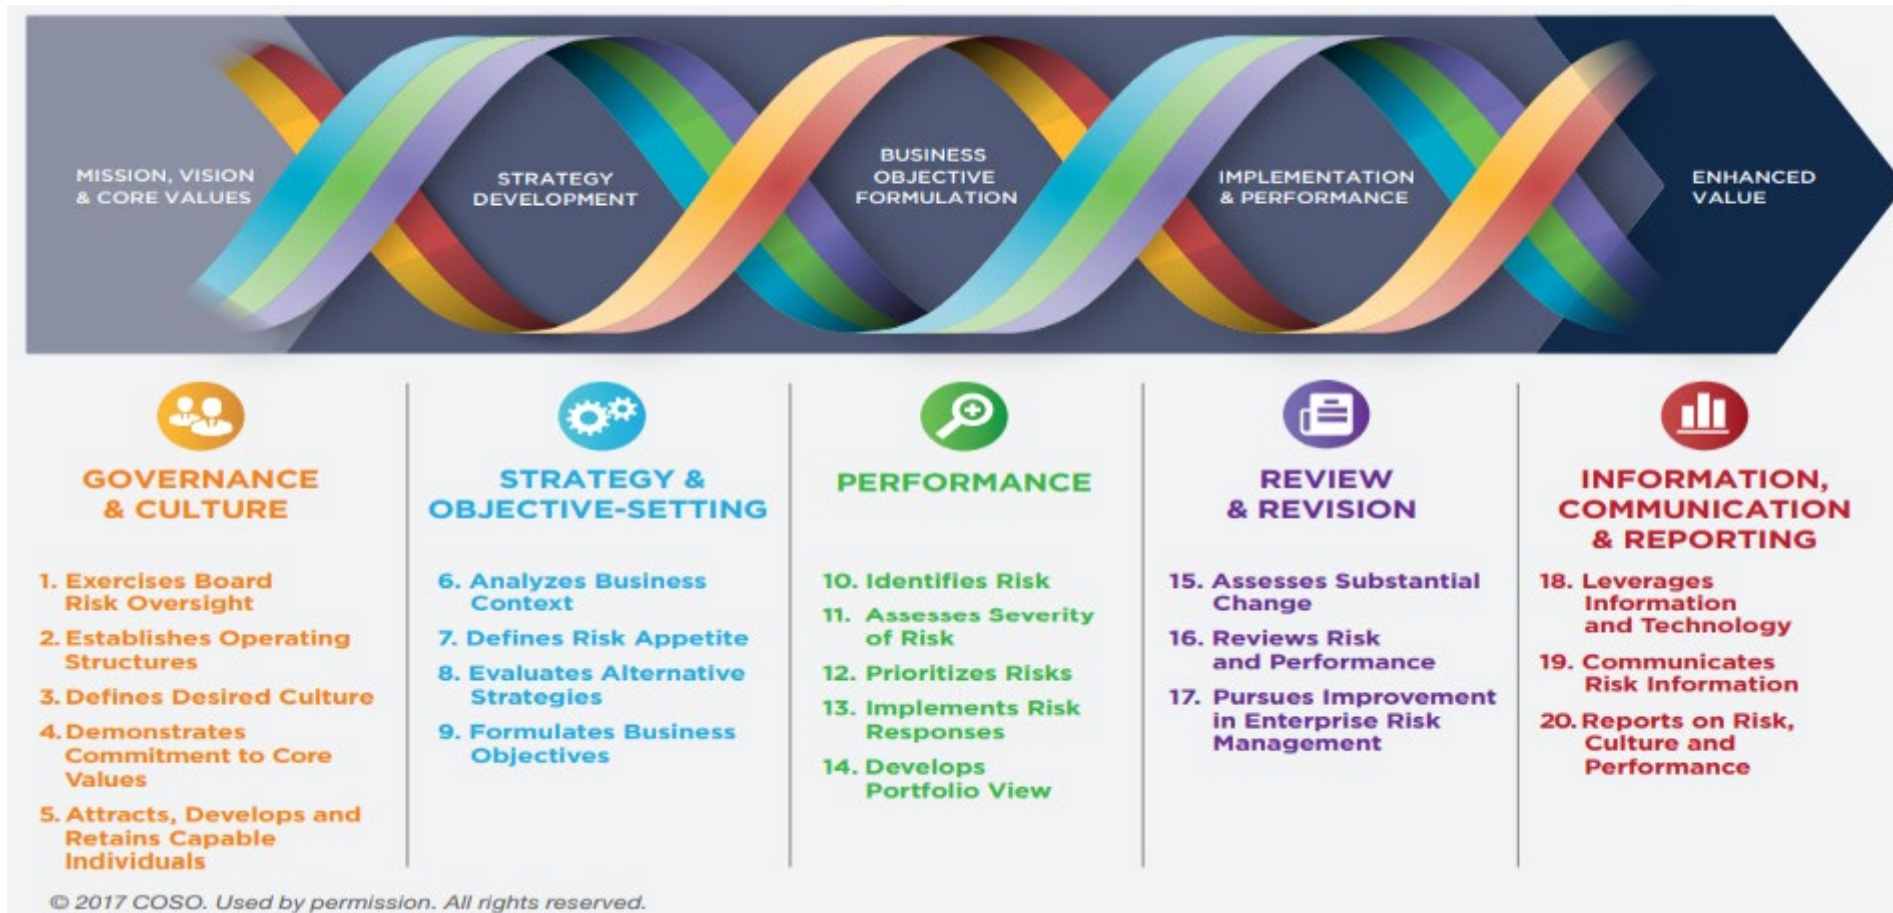 MISSION, VISION
& CORE VALUES
STRATEGY
DEVELOPMENT
BUSINESS
OBJECTIVE
FORMULATION
IMPLEMENTATION
& PERFORMANCE
ENHANCED
VALUE
GOVERNANCE
& CULTURE
1. Exercises Board
Risk Oversight
2. Establishes Operating
Structures
3. Defines Desired Culture
4. Demonstrates
Commitment to Core
Values
5. Attracts, Develops and
Retains Capable
Individuals
STRATEGY &
OBJECTIVE-SETTING
6. Analyzes Business
Context
7. Defines Risk Appetite
8. Evaluates Alternative
Strategies
9. Formulates Business
Objectives
PERFORMANCE
10. Identifies Risk
11. Assesses Severity
of Risk
12. Prioritizes Risks
13. Implements Risk
Responses
14. Develops
Portfolio View
REVIEW
& REVISION
15. Assesses Substantial
Change
16. Reviews Risk
and Performance
17. Pursues Improvement
in Enterprise Risk
Management
INFORMATION,
COMMUNICATION
& REPORTING
18. Leverages
Information
and Technology
19. Communicates
Risk Information
20. Reports on Risk,
Culture and
Performance
© 2017 COSO. Used by permission. All rights reserved.